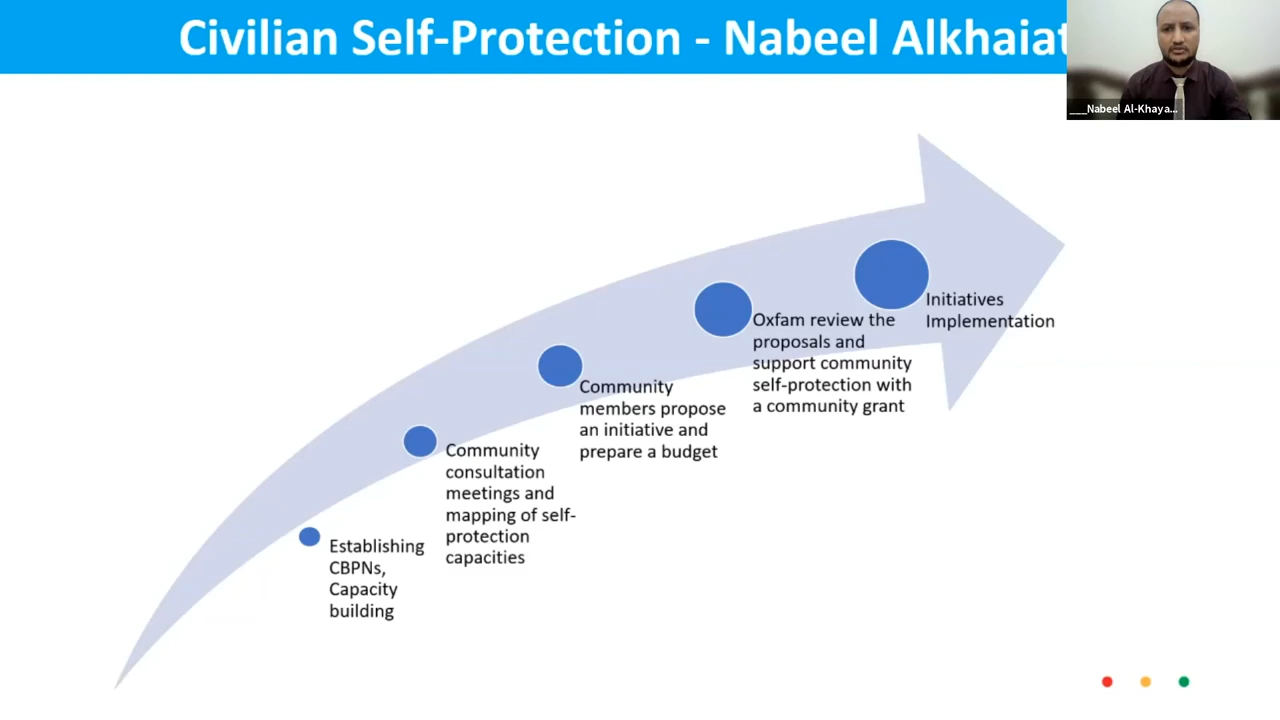 Civilian Self-Protection - Nabeel Alkhaiat
___Nabeel Al-Khaya...
Establishing
CBPNs,
Capacity
building
Community
consultation
meetings and
mapping of self-
protection
capacities
Community
members propose
an initiative and
prepare a budget
Oxfam review the
proposals and
support community
self-protection with
a community grant
Initiatives
Implementation